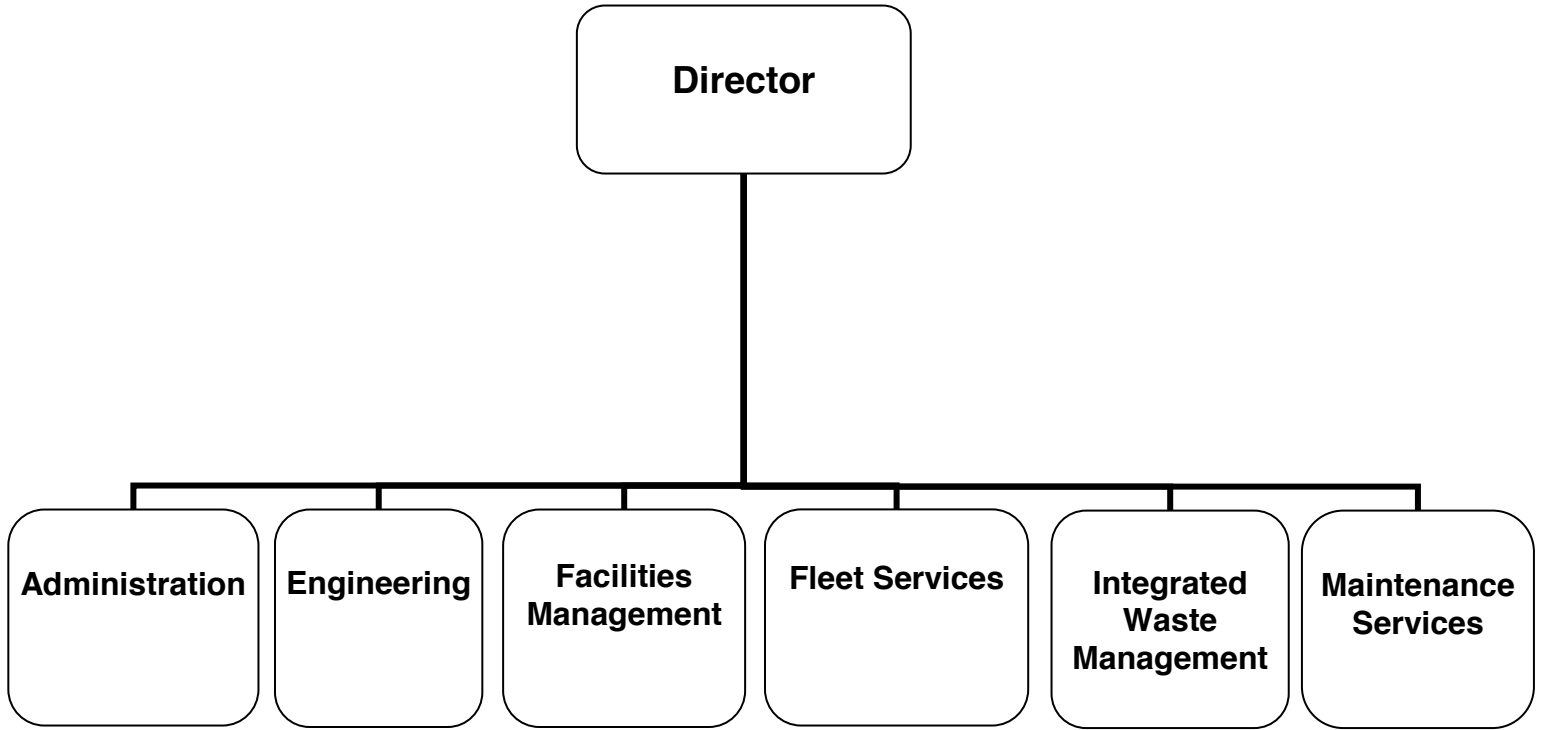 Director
Administration
Engineering
Facilities
Management
Fleet Services
Integrated
Waste
Management
Maintenance
Services